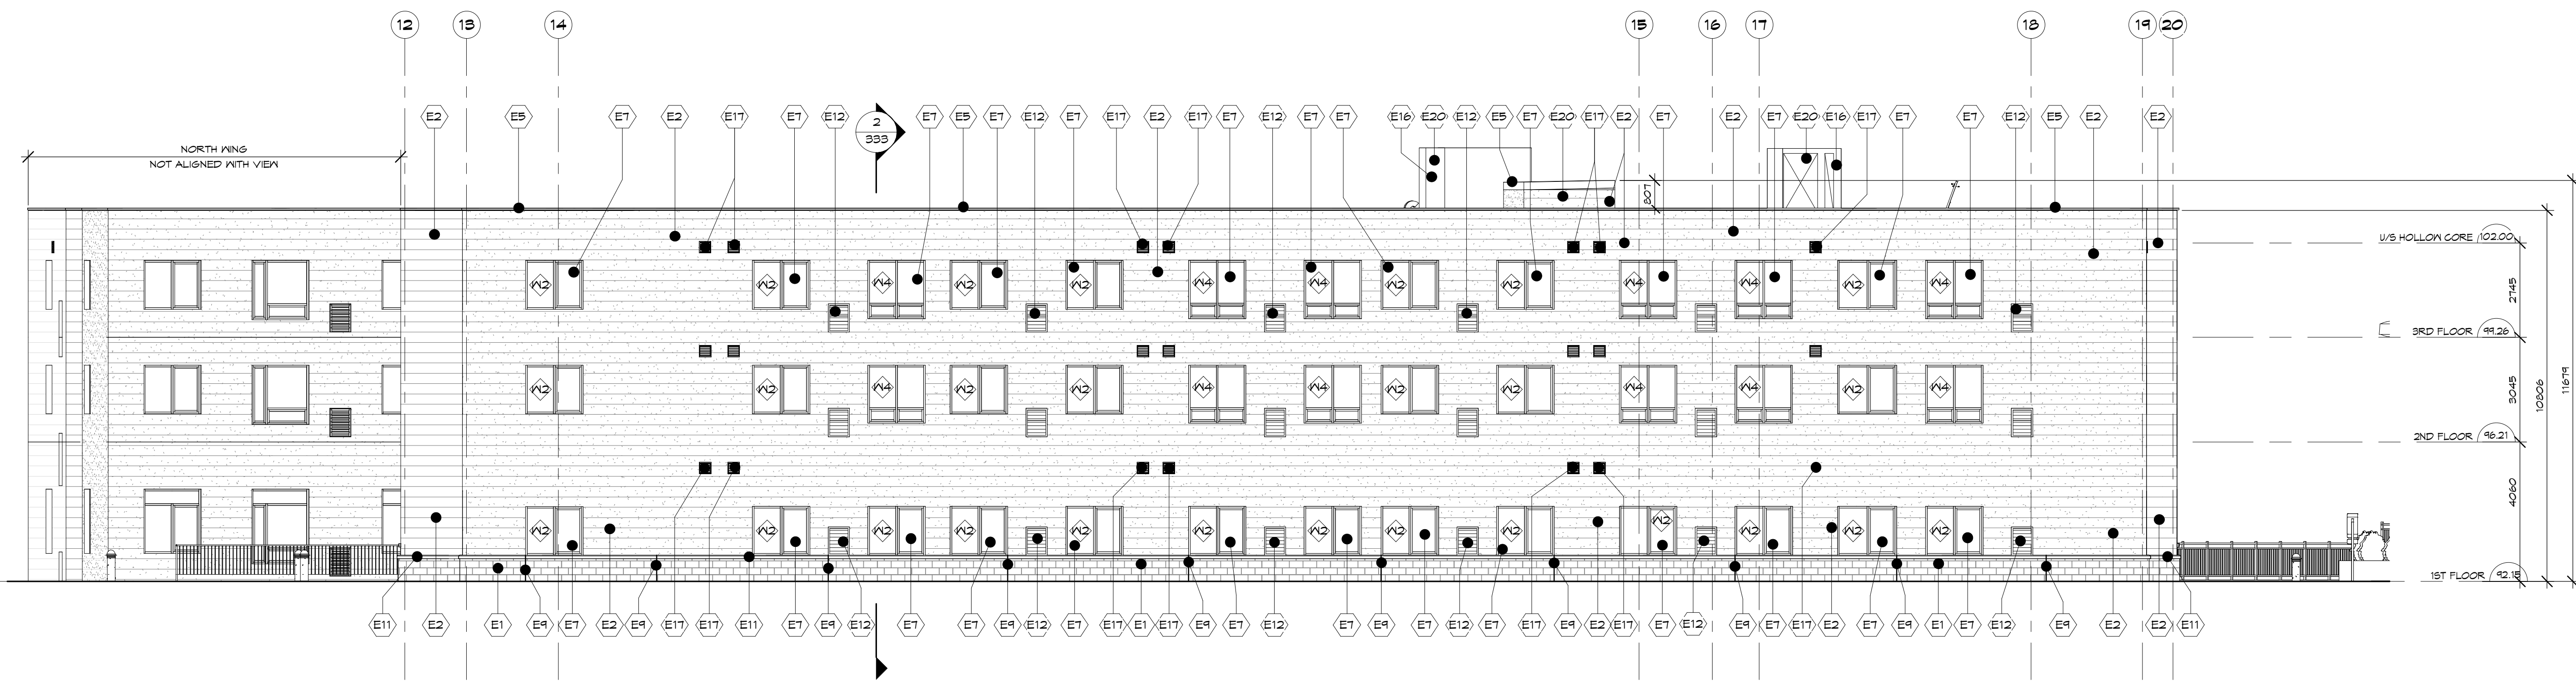 12 13 14 15 16 17 18 19 20
E2 E5 E7 E2 E17 E7 E12 2 E7 E5 E7 E12 E7 E17 E2 E17 E7 E12 E7 E7 E16 E20 E12 E5 E7 E20 E17 E2 E7 E2 E7 E20 E16 E17 E7 E7 E12 E5 E2 E2
333
NORTH WING
NOT ALIGNED WITH VIEW
807
U/S HOLLOW CORE 102.00
W2 W2 W4 W2 W2 W4 W4 W2 W2 W4 W4 W2 W4
2745
3RD FLOOR 99.26
W2 W2 W4 W2 W2 W4 W4 W2 W2 W4 W4 W2 W4
3045
10806
11679
2ND FLOOR 96.21
4060
W2 W2 W2 W2 W2 W2 W2 W2 W2 W2 W2 W2 W2
1ST FLOOR 92.15
E11 E2 E1 E9 E7 E2 E9 E17 E17 E11 E7 E9 E12 E7 E7 E9 E12 E7 E17 E1 E17 E9 E7 E12 E7 E9 E7 E12 E7 E17 E9 E2 E17 E7 E12 E9 E7 E17 E2 E7 E9 E1 E7 E12 E9 E2 E2 E11